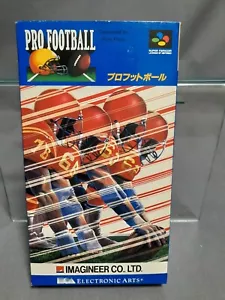 PRO FOOTBALL
プロフットボール
IMAGINEER CO. LTD.
ELECTRONIC ARTS